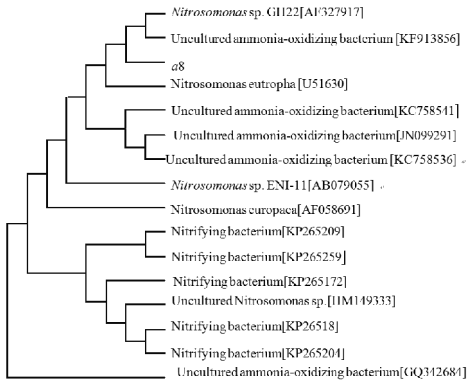 Nitrosomonas sp. GH22[AF327917]
Uncultured ammonia-oxidizing bacterium [KF913856]
a8
Nitrosomonas eutropha [U51630]
Uncultured ammonia-oxidizing bacterium[KC758541]
Uncultured ammonia-oxidizing bacterium[JN099291]
Uncultured ammonia-oxidizing bacterium [KC758536]
Nitrosomonas sp. ENI-11[AB079055]
Nitrosomonas europaea[AF058691]
Nitrifying bacterium[KP265209]
Nitrifying bacterium[KP265259]
Nitrifying bacterium[KP265172]
Uncultured Nitrosomonas sp.[HM149333]
Nitrifying bacterium[KP26518]
Nitrifying bacterium[KP265204]
Uncultured ammonia-oxidizing bacterium[GQ342684]